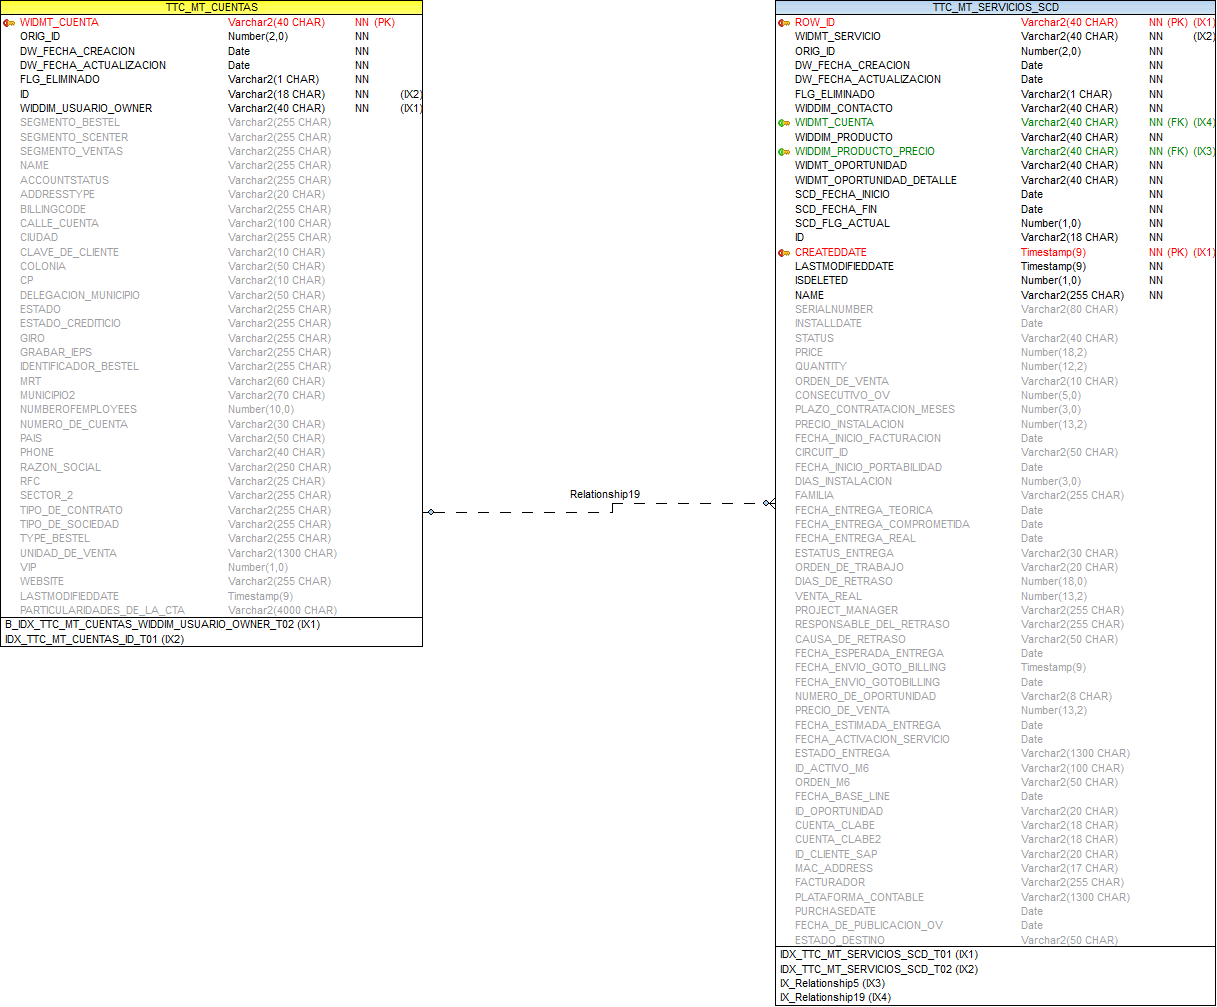 TTC_MT_CUENTAS
WIDMT_CUENTA Varchar2(40 CHAR) NN (PK)
ORIG_ID Number(2,0) NN
DW_FECHA_CREACION Date NN
DW_FECHA_ACTUALIZACION Date NN
FLG_ELIMINADO Varchar2(1 CHAR) NN
ID Varchar2(18 CHAR) NN (IX2)
WIDDIM_USUARIO_OWNER Varchar2(40 CHAR) NN (IX1)
SEGMENTO_BESTEL Varchar2(255 CHAR)
SEGMENTO_SCENTER Varchar2(255 CHAR)
SEGMENTO_VENTAS Varchar2(255 CHAR)
NAME Varchar2(255 CHAR)
ACCOUNTSTATUS Varchar2(255 CHAR)
ADDRESSTYPE Varchar2(20 CHAR)
BILLINGCODE Varchar2(255 CHAR)
CALLE_CUENTA Varchar2(100 CHAR)
CIUDAD Varchar2(255 CHAR)
CLAVE_DE_CLIENTE Varchar2(10 CHAR)
COLONIA Varchar2(50 CHAR)
CP Varchar2(10 CHAR)
DELEGACION_MUNICIPIO Varchar2(50 CHAR)
ESTADO Varchar2(255 CHAR)
ESTADO_CREDITICIO Varchar2(255 CHAR)
GIRO Varchar2(255 CHAR)
GRABAR_IEPS Varchar2(255 CHAR)
IDENTIFICADOR_BESTEL Varchar2(255 CHAR)
MRT Varchar2(60 CHAR)
MUNICIPIO2 Varchar2(70 CHAR)
NUMBEROFEMPLOYEES Number(10,0)
NUMERO_DE_CUENTA Varchar2(30 CHAR)
PAIS Varchar2(50 CHAR)
PHONE Varchar2(40 CHAR)
RAZON_SOCIAL Varchar2(250 CHAR)
RFC Varchar2(25 CHAR)
SECTOR_2 Varchar2(255 CHAR)
TIPO_DE_CONTRATO Varchar2(255 CHAR)
TIPO_DE_SOCIEDAD Varchar2(255 CHAR)
TYPE_BESTEL Varchar2(255 CHAR)
UNIDAD_DE_VENTA Varchar2(1300 CHAR)
VIP Number(1,0)
WEBSITE Varchar2(255 CHAR)
LASTMODIFIEDDATE Timestamp(9)
PARTICULARIDADES_DE_LA_CTA Varchar2(4000 CHAR)
B_IDX_TTC_MT_CUENTAS_WIDDIM_USUARIO_OWNER_T02 (IX1)
IDX_TTC_MT_CUENTAS_ID_T01 (IX2)
Relationship19
TTC_MT_SERVICIOS_SCD
ROW_ID Varchar2(40 CHAR) NN (PK) (IX1)
WIDMT_SERVICIO Varchar2(40 CHAR) NN (IX2)
ORIG_ID Number(2,0) NN
DW_FECHA_CREACION Date NN
DW_FECHA_ACTUALIZACION Date NN
FLG_ELIMINADO Varchar2(1 CHAR) NN
WIDDIM_CONTACTO Varchar2(40 CHAR) NN
WIDMT_CUENTA Varchar2(40 CHAR) NN (FK) (IX4)
WIDDIM_PRODUCTO Varchar2(40 CHAR) NN
WIDDIM_PRODUCTO_PRECIO Varchar2(40 CHAR) NN (FK) (IX3)
WIDMT_OPORTUNIDAD Varchar2(40 CHAR) NN
WIDMT_OPORTUNIDAD_DETALLE Varchar2(40 CHAR) NN
SCD_FECHA_INICIO Date NN
SCD_FECHA_FIN Date NN
SCD_FLG_ACTUAL Number(1,0) NN
ID Varchar2(18 CHAR) NN
CREATEDDATE Timestamp(9) NN (PK) (IX1)
LASTMODIFIEDDATE Timestamp(9) NN
ISDELETED Number(1,0) NN
NAME Varchar2(255 CHAR) NN
SERIALNUMBER Varchar2(80 CHAR)
INSTALLDATE Date
STATUS Varchar2(40 CHAR)
PRICE Number(18,2)
QUANTITY Number(12,2)
ORDEN_DE_VENTA Varchar2(10 CHAR)
CONSECUTIVO_OV Number(5,0)
PLAZO_CONTRATACION_MESES Number(3,0)
PRECIO_INSTALACION Number(13,2)
FECHA_INICIO_FACTURACION Date
CIRCUIT_ID Varchar2(50 CHAR)
FECHA_INICIO_PORTABILIDAD Date
DIAS_INSTALACION Number(3,0)
FAMILIA Varchar2(255 CHAR)
FECHA_ENTREGA_TEORICA Date
FECHA_ENTREGA_COMPROMETIDA Date
FECHA_ENTREGA_REAL Date
ESTATUS_ENTREGA Varchar2(30 CHAR)
ORDEN_DE_TRABAJO Varchar2(20 CHAR)
DIAS_DE_RETRASO Number(18,0)
VENTA_REAL Number(13,2)
PROJECT_MANAGER Varchar2(255 CHAR)
RESPONSABLE_DEL_RETRASO Varchar2(255 CHAR)
CAUSA_DE_RETRASO Varchar2(50 CHAR)
FECHA_ESPERADA_ENTREGA Date
FECHA_ENVIO_GOTO_BILLING Timestamp(9)
FECHA_ENVIO_GOTOBILLING Date
NUMERO_DE_OPORTUNIDAD Varchar2(8 CHAR)
PRECIO_DE_VENTA Number(13,2)
FECHA_ESTIMADA_ENTREGA Date
FECHA_ACTIVACION_SERVICIO Date
ESTADO_ENTREGA Varchar2(1300 CHAR)
ID_ACTIVO_M6 Varchar2(100 CHAR)
ORDEN_M6 Varchar2(50 CHAR)
FECHA_BASE_LINE Date
ID_OPORTUNIDAD Varchar2(20 CHAR)
CUENTA_CLABE Varchar2(18 CHAR)
CUENTA_CLABE2 Varchar2(18 CHAR)
ID_CLIENTE_SAP Varchar2(20 CHAR)
MAC_ADDRESS Varchar2(17 CHAR)
FACTURADOR Varchar2(255 CHAR)
PLATAFORMA_CONTABLE Varchar2(1300 CHAR)
PURCHASEDATE Date
FECHA_DE_PUBLICACION_OV Date
ESTADO_DESTINO Varchar2(50 CHAR)
IDX_TTC_MT_SERVICIOS_SCD_T01 (IX1)
IDX_TTC_MT_SERVICIOS_SCD_T02 (IX2)
IX_Relationship5 (IX3)
IX_Relationship19 (IX4)